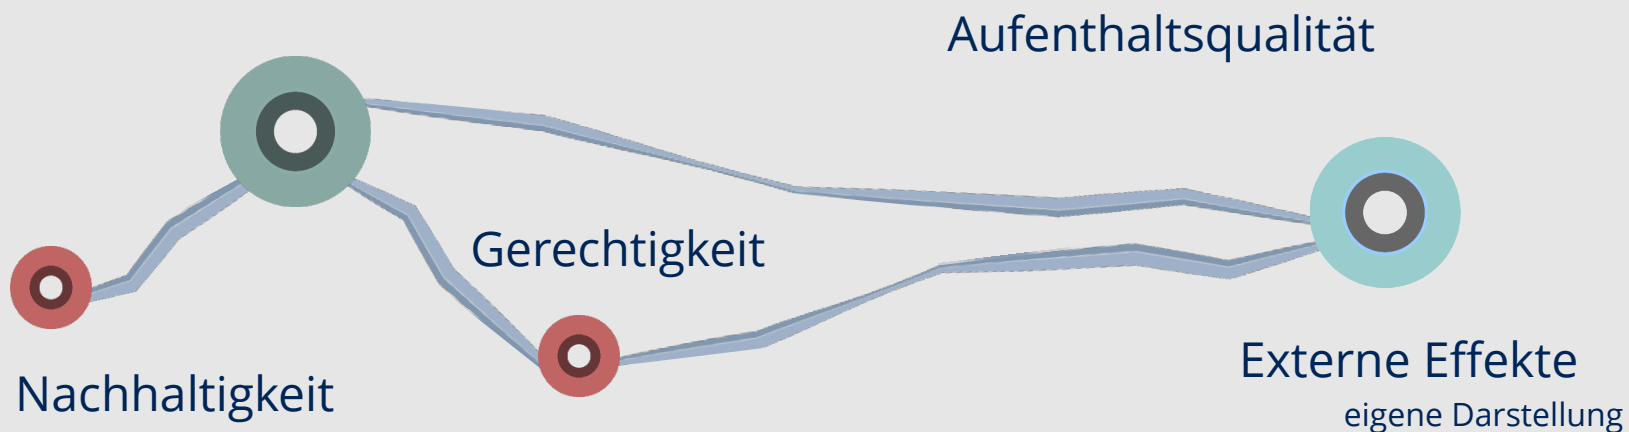 Aufenthaltsqualität
Gerechtigkeit
Nachhaltigkeit
Externe Effekte
eigene Darstellung